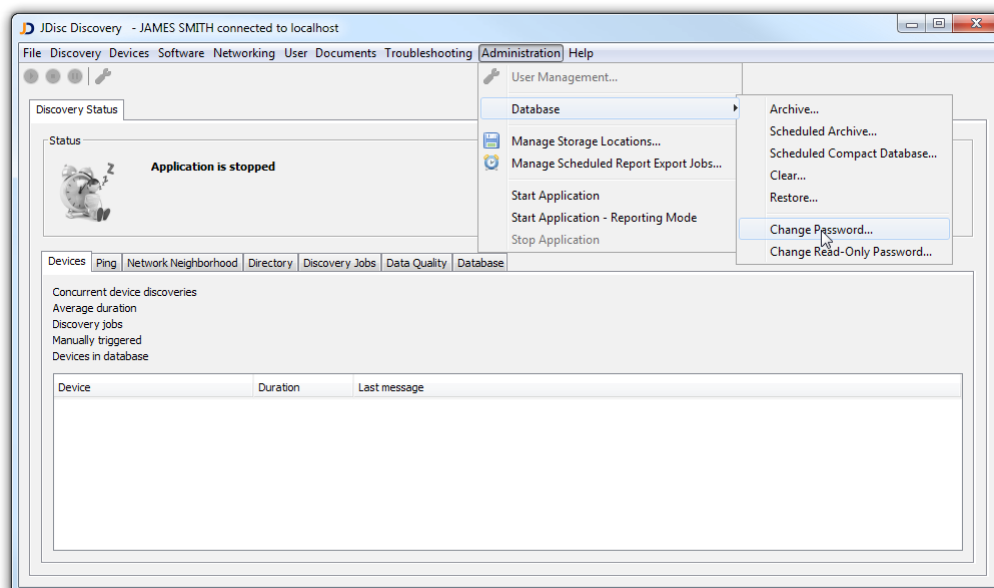 JDisc Discovery - JAMES SMITH connected to localhost
File Discovery Devices Software Networking User Documents Troubleshooting Administration Help
User Management...
Database
Manage Storage Locations...
Manage Scheduled Report Export Jobs...
Start Application
Start Application - Reporting Mode
Stop Application
Archive...
Scheduled Archive...
Scheduled Compact Database...
Clear...
Restore...
Change Password...
Change Read-Only Password...
Discovery Status
Status
Application is stopped
Devices Ping Network Neighborhood Directory Discovery Jobs Data Quality Database
Concurrent device discoveries
Average duration
Discovery jobs
Manually triggered
Devices in database
Device Duration Last message